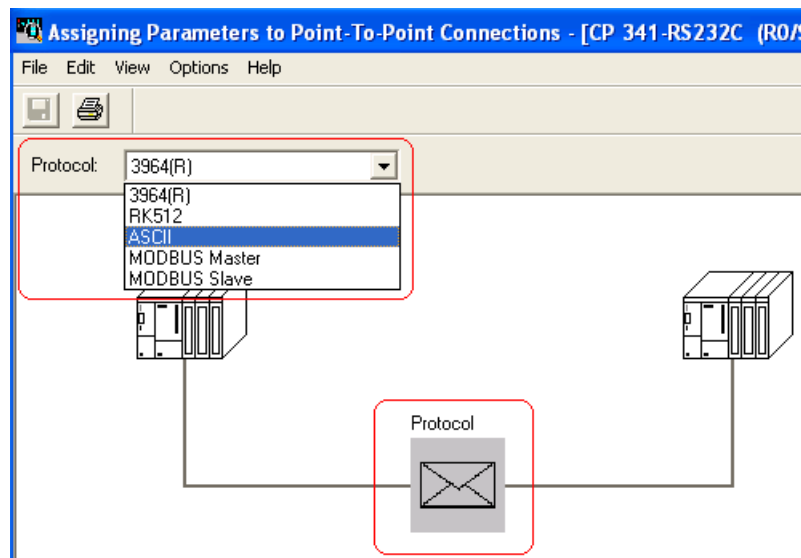 Assigning Parameters to Point-To-Point Connections - [CP 341-RS232C (R0/S
File Edit View Options Help
Protocol: 3964(R)
3964(R)
RK512
ASCII
MODBUS Master
MODBUS Slave
Protocol